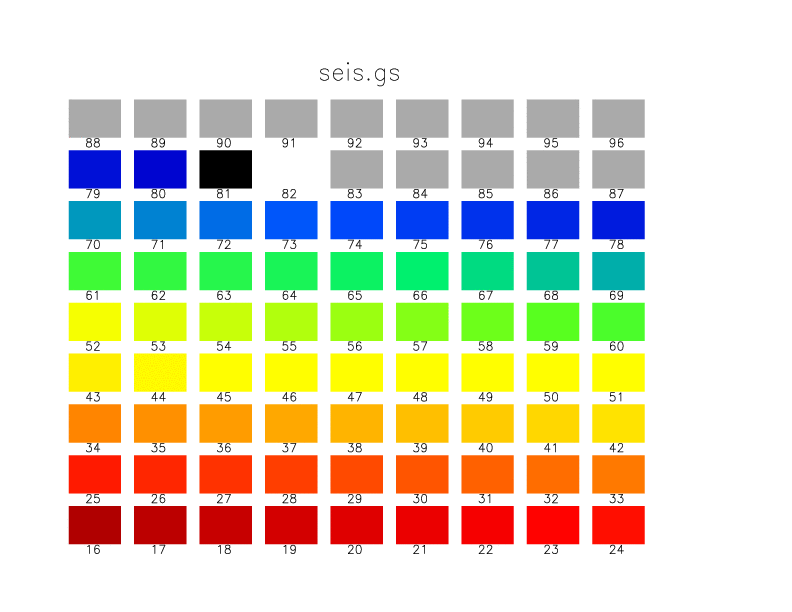 seis.gs
88 89 90 91 92 93 94 95 96
79 80 81 82 83 84 85 86 87
70 71 72 73 74 75 76 77 78
61 62 63 64 65 66 67 68 69
52 53 54 55 56 57 58 59 60
43 44 45 46 47 48 49 50 51
34 35 36 37 38 39 40 41 42
25 26 27 28 29 30 31 32 33
16 17 18 19 20 21 22 23 24